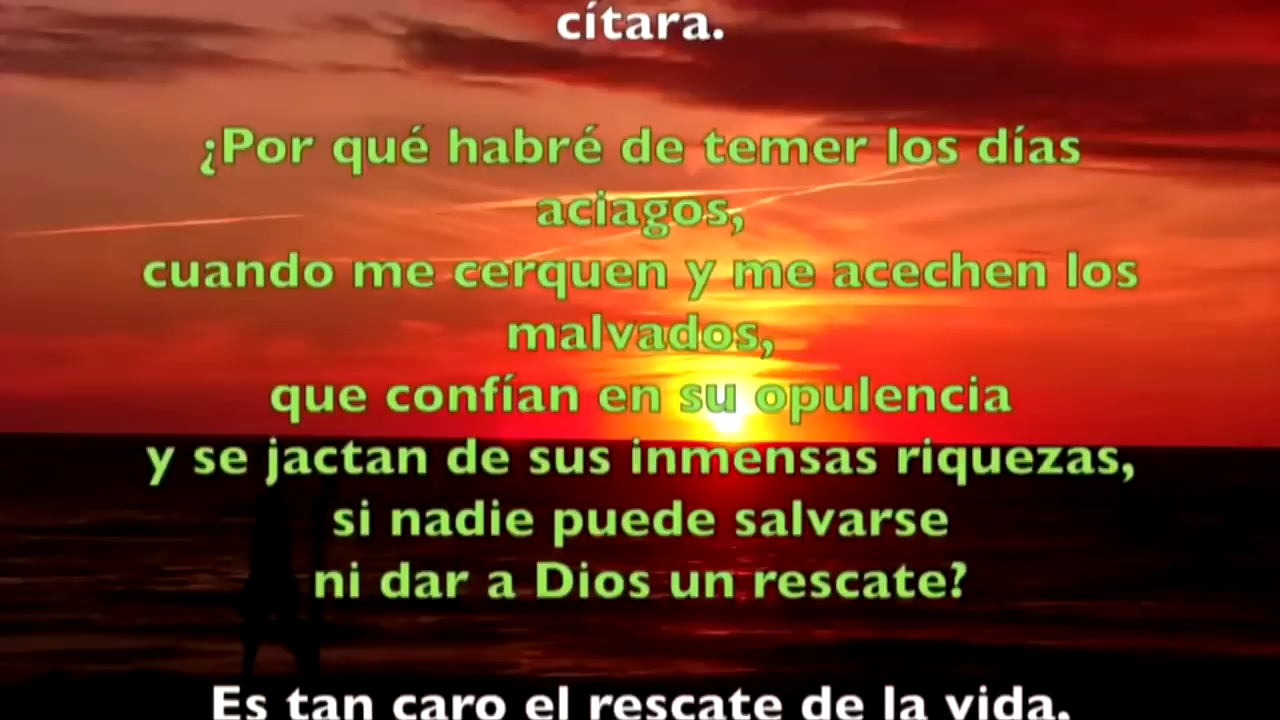 cítara.
¿Por qué habré de temer los días
aciagos,
cuando me cerquen y me acechen los
malvados,
que confían en su opulencia
y se jactan de sus inmensas riquezas,
si nadie puede salvarse
ni dar a Dios un rescate?
Es tan caro el rescate de la vida,